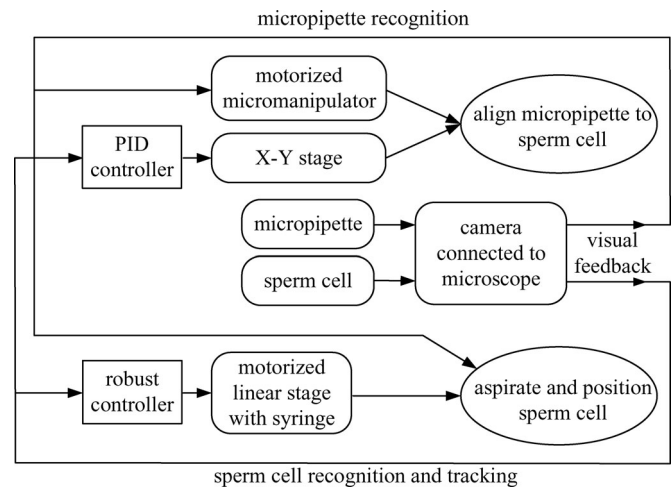 micropipette recognition
motorized
micromanipulator
align micropipette to
sperm cell
PID
controller
X-Y stage
micropipette
sperm cell
camera
connected to
microscope
visual
feedback
robust
controller
motorized
linear stage
with syringe
aspirate and position
sperm cell
sperm cell recognition and tracking